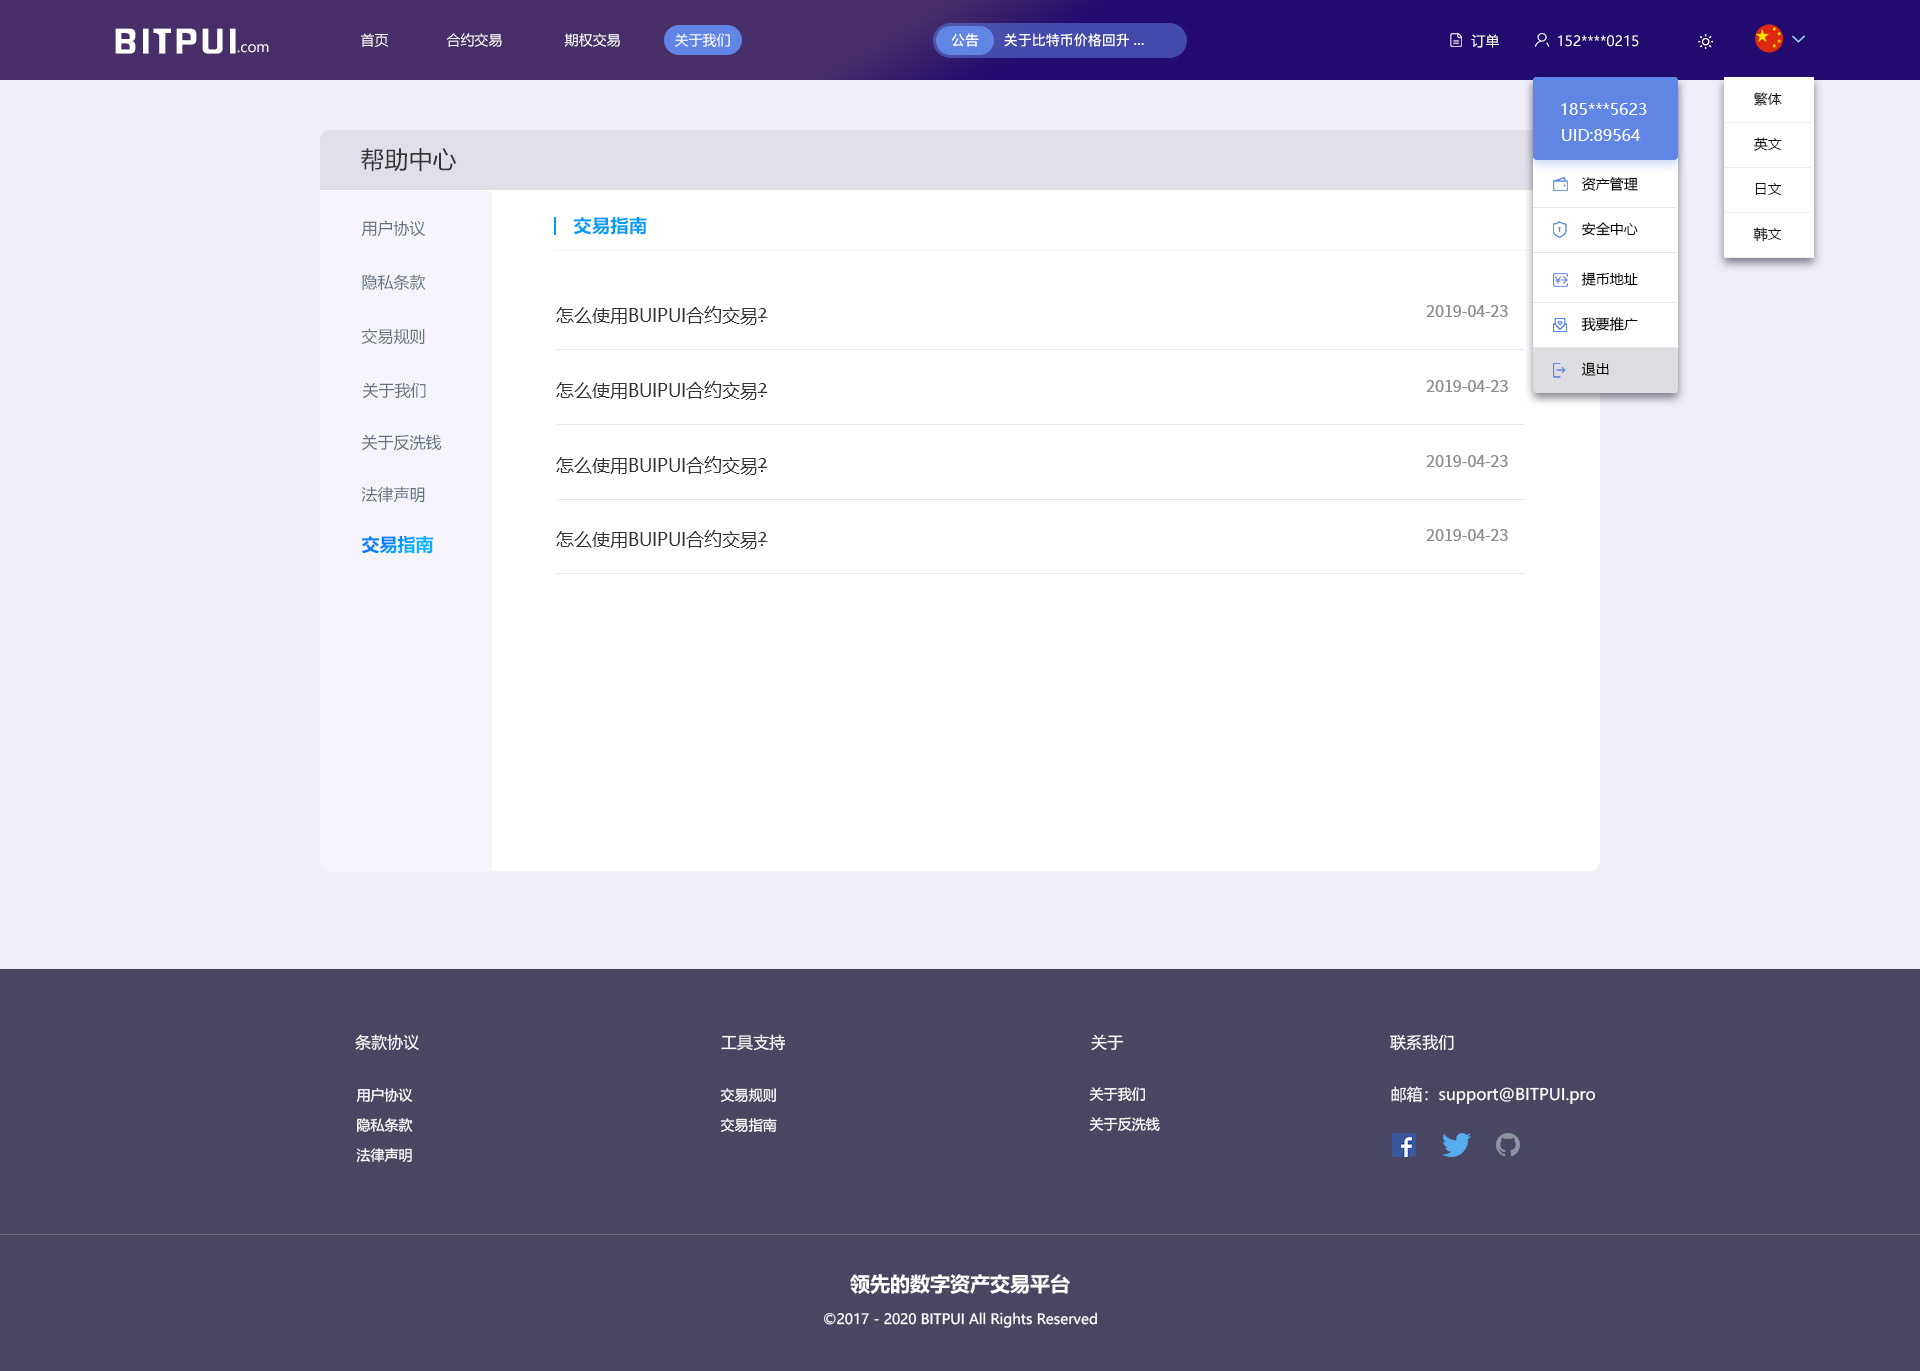 BITPUI.com
首页
合约交易
期权交易
关于我们
公告
关于比特币价格回升 ...
订单
152****0215
185***5623
UID:89564
资产管理
安全中心
提币地址
我要推广
退出
繁体
英文
日文
韩文
帮助中心
用户协议
隐私条款
交易规则
关于我们
关于反洗钱
法律声明
交易指南
交易指南
怎么使用BUIPUI合约交易?
2019-04-23
怎么使用BUIPUI合约交易?
2019-04-23
怎么使用BUIPUI合约交易?
2019-04-23
怎么使用BUIPUI合约交易?
2019-04-23
条款协议
用户协议
隐私条款
法律声明
工具支持
交易规则
交易指南
关于
关于我们
关于反洗钱
联系我们
邮箱：support@BITPUI.pro
领先的数字资产交易平台
©2017 - 2020 BITPUI All Rights Reserved